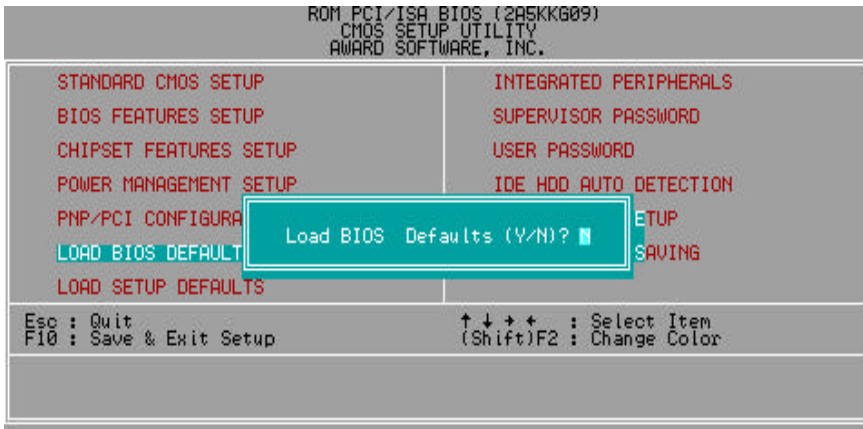 ROM PCI/ISA BIOS (2A5KKG09)
CMOS SETUP UTILITY
AWARD SOFTWARE, INC.
STANDARD CMOS SETUP
BIOS FEATURES SETUP
CHIPSET FEATURES SETUP
POWER MANAGEMENT SETUP
PNP/PCI CONFIGURA
LOAD BIOS DEFAULT
LOAD SETUP DEFAULTS
INTEGRATED PERIPHERALS
SUPERVISOR PASSWORD
USER PASSWORD
IDE HDD AUTO DETECTION
ETUP
SAVING
Load BIOS Defaults (Y/N)? N
Esc : Quit
F10 : Save & Exit Setup
↑ ↓ → ← : Select Item
(Shift)F2 : Change Color